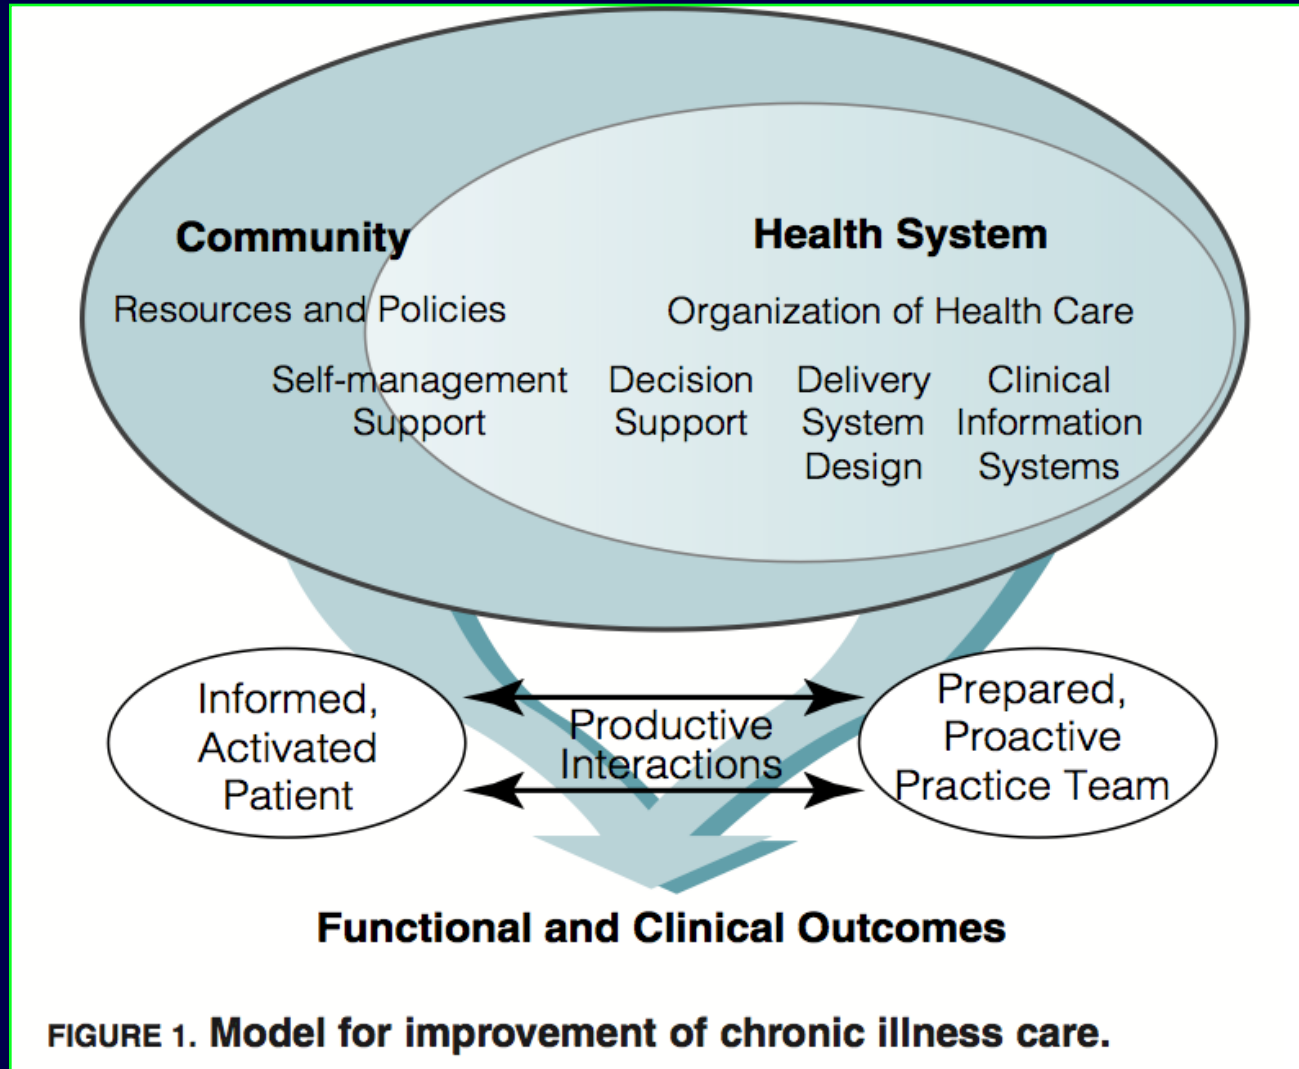 Community
Resources and Policies
Self-management
Support
Health System
Organization of Health Care
Decision
Support
Delivery
System
Design
Clinical
Information
Systems
Informed,
Activated
Patient
Productive
Interactions
Prepared,
Proactive
Practice Team
Functional and Clinical Outcomes
FIGURE 1. Model for improvement of chronic illness care.